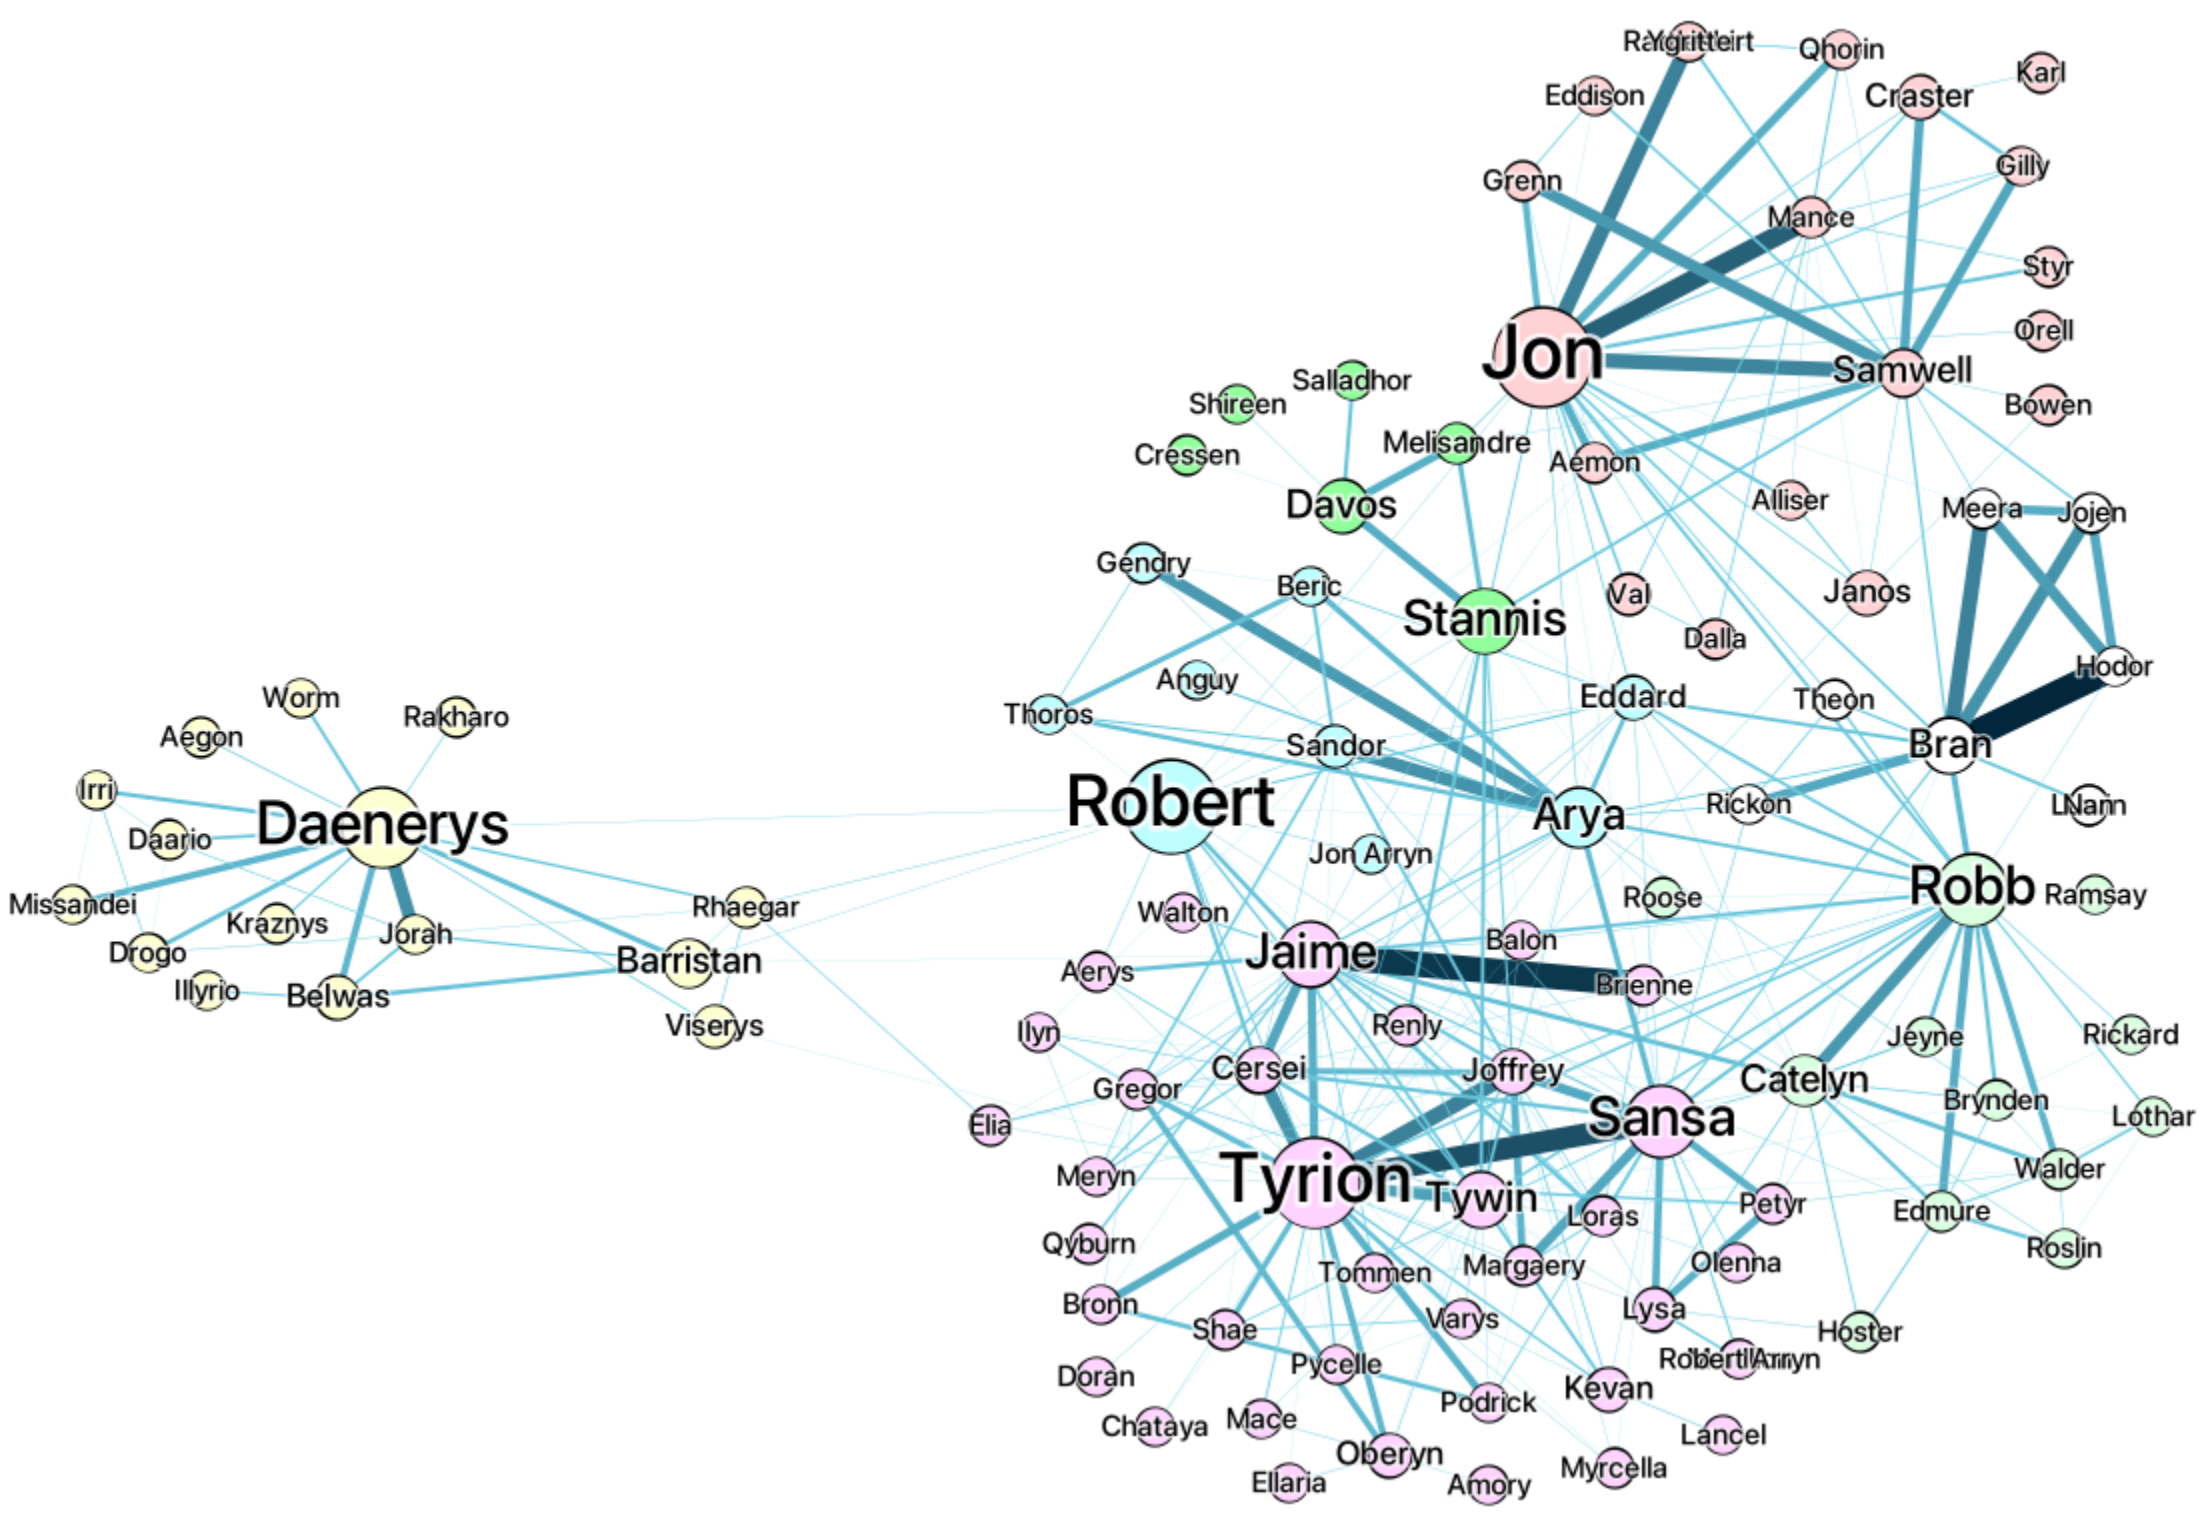 Qhorin
Karl
Eddison
Craster
Gilly
Grenn
Mance
Styr
Orell
Jon
Samwell
Salladhor
Shireen
Bowen
Melisandre
Cressen
Aemon
Davos
Alliser
Meera
Jojen
Gendry
Beric
Val
Janos
Stannis
Dalla
Hodor
Anguy
Eddard
Theon
Worm
Rakharo
Thoros
Aegon
Sandor
Bran
Irri
Robert
Arya
Rickon
Daenerys
Daario
Jon Arryn
Robb
Ramsay
Missandei
Rhaegar
Roose
Walton
Kraznys
Jorah
Balon
Drogo
Jaime
Barristan
Aerys
Brienne
Illyrio
Belwas
Viserys
Renly
Ilyn
Jeyne
Rickard
Cersei
Joffrey
Catelyn
Gregor
Brynden
Sansa
Lothar
Elia
Meryn
Tyrion
Tywin
Walder
Petyr
Loras
Edmure
Qyburn
Roslin
Tommen
Margaery
Olenna
Bronn
Lysa
Shae
Varys
Hoster
Pycelle
Doran
Kevan
Podrick
Chataya
Mace
Lancel
Oberyn
Myrcella
Ellaria
Amory